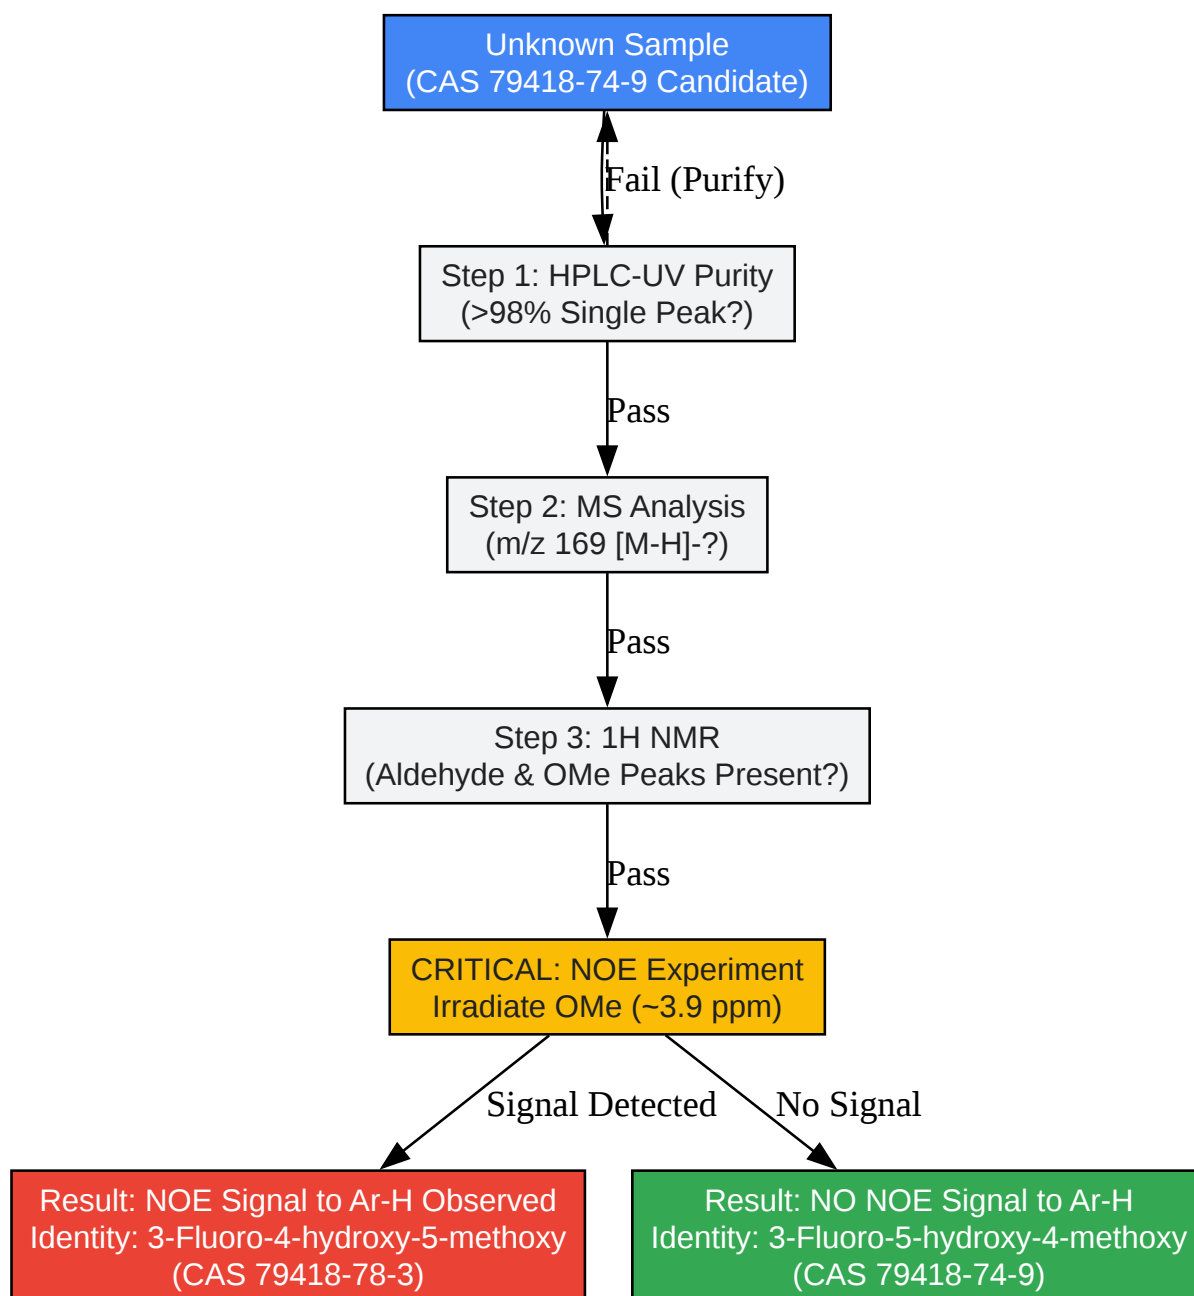 Unknown Sample
(CAS 79418-74-9 Candidate)
Fail (Purify)
Step 1: HPLC-UV Purity
(>98% Single Peak?)
Pass
Step 2: MS Analysis
(m/z 169 [M-H]-?)
Pass
Step 3: 1H NMR
(Aldehyde & OMe Peaks Present?)
Pass
CRITICAL: NOE Experiment
Irradiate OMe (~3.9 ppm)
Signal Detected
No Signal
Result: NOE Signal to Ar-H Observed
Identity: 3-Fluoro-4-hydroxy-5-methoxy
(CAS 79418-78-3)
Result: NO NOE Signal to Ar-H
Identity: 3-Fluoro-5-hydroxy-4-methoxy
(CAS 79418-74-9)